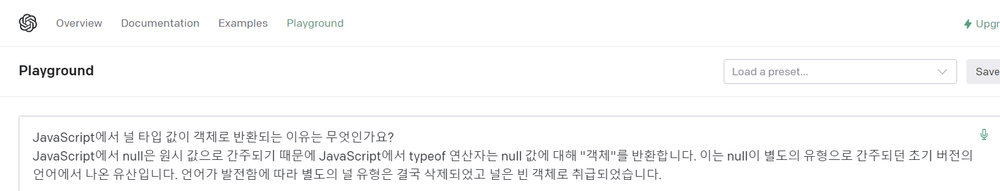 Overview Documentation Examples Playground Upgr
Playground Load a preset... Save
JavaScript에서 널 타입 값이 객체로 반환되는 이유는 무엇인가요?
JavaScript에서 null은 원시 값으로 간주되기 때문에 JavaScript에서 typeof 연산자는 null 값에 대해 "객체"를 반환합니다. 이는 null이 별도의 유형으로 간주되던 초기 버전의
언어에서 나온 유산입니다. 언어가 발전함에 따라 별도의 널 유형은 결국 삭제되었고 널은 빈 객체로 취급되었습니다.